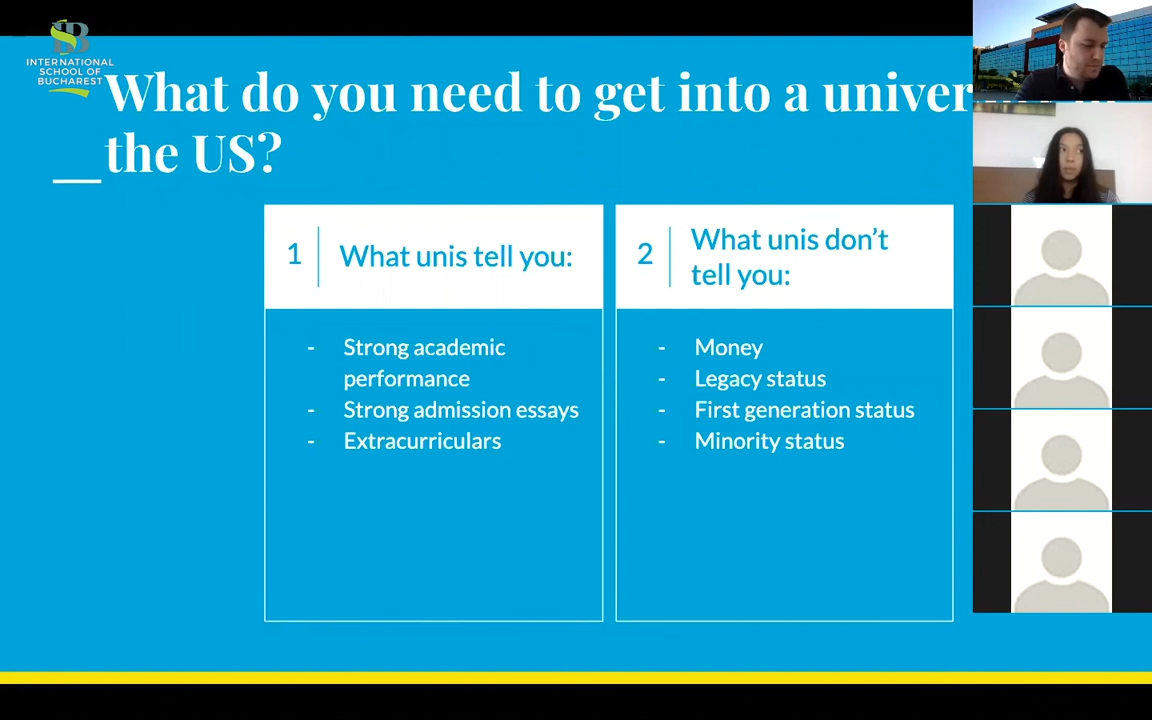 INTERNATIONAL
SCHOOL OF
BUCHAREST
What do you need to get into a univer
the US?
1
What unis tell you:
- Strong academic
performance
- Strong admission essays
- Extracurriculars
2
What unis don’t
tell you:
- Money
- Legacy status
- First generation status
- Minority status